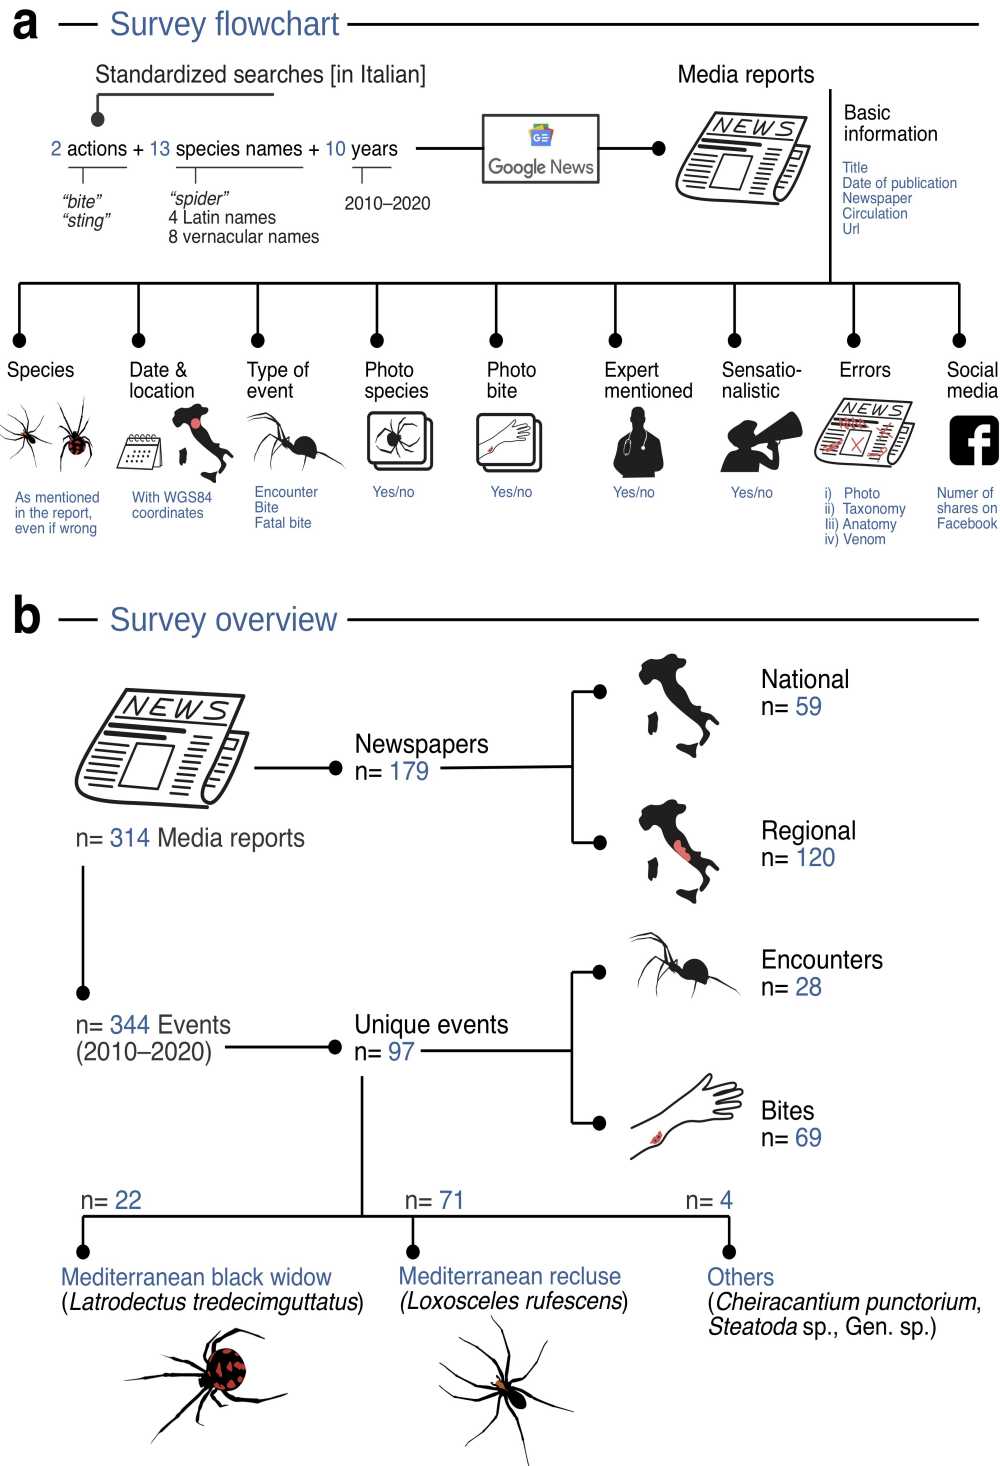 a
Survey flowchart
Standardized searches [in Italian]
2 actions + 13 species names + 10 years
"bite"
"sting"
"spider"
4 Latin names
8 vernacular names
2010–2020
GE
Google News
Media reports
NEWS
Basic
information
Title
Date of publication
Newspaper
Circulation
Url
Species
As mentioned
in the report,
even if wrong
Date &
location
With WGS84
coordinates
Type of
event
Encounter
Bite
Fatal bite
Photo
species
Yes/no
Photo
bite
Yes/no
Expert
mentioned
Yes/no
Sensatio-
nalistic
Yes/no
Errors
NEWS
i) Photo
ii) Taxonomy
Iii) Anatomy
iv) Venom
Social
media
f
Numer of
shares on
Facebook
b
Survey overview
NEWS
n= 314 Media reports
Newspapers
n= 179
National
n= 59
Regional
n= 120
n= 344 Events
(2010–2020)
Unique events
n= 97
Encounters
n= 28
Bites
n= 69
n= 22
Mediterranean black widow
(Latrodectus tredecimguttatus)
n= 71
Mediterranean recluse
(Loxosceles rufescens)
n= 4
Others
(Cheiracantium punctorium,
Steatoda sp., Gen. sp.)